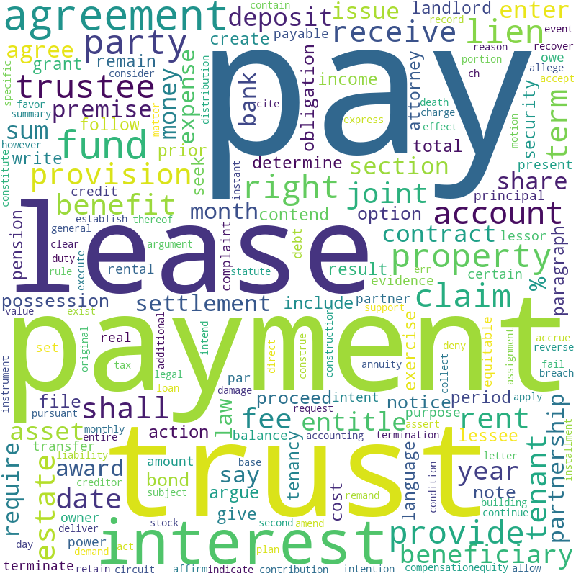 agreement
deposit
issue
landlord
contain
record
event
enter
reason
recover
payable
portion
ch
allege
pay
agree
party
create
receive
lien
grant
remain
specific
consider
trustee
money
expense
distribution
income
bank
cite
obligation
attorney
owe
death
accept
charge
effect
express
favor
summary
premise
follow
error
sum
fund
prior
total
security
term
however
constitute
write
seek
determine
motion
present
provision
credit
instant
right
joint
section
principal
share
benefit
month
contend
option
account
establish
thereof
general
pension
lease
clear
argument
complaint
debt
contract
lessor
duty
execute
rule
rental
statute
result
err
evidence
certain
property
paragraph
possession
settlement
include
partner
claim
%
value
exist
payment
support
accrue
reverse
set
real
additional
intend
construction
exercise
equitable
original
tax
legal
direct
construe
deny
collect
assignment
fail
breach
loan
annuity
instrument
par
damage
pursuant
file
shall
proceed
intent
notice
period
apply
installment
monthly
law
fee
request
purpose
rent
asset
entire
action
entitle
assert
lessee
transfer
balance
accounting
termination
letter
require
award
liability
amount
base
tenancy
trust
cost
language
condition
year
tenant
partnership
creditor
bond
say
subject
argue
remand
building
date
estate
owner
stock
give
second
amend
note
continue
deliver
provide
day
power
demand
act
interest
plan
beneficiary
terminate
retain
circuit
affirm
indicate
contribution
intention
compensation
equity
allow